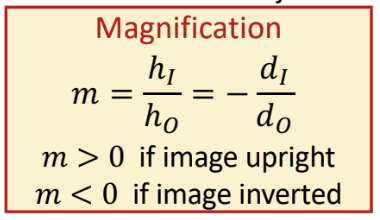 Magnification
m = h_I / h_O = − d_I / d_O
m > 0 if image upright
m < 0 if image inverted